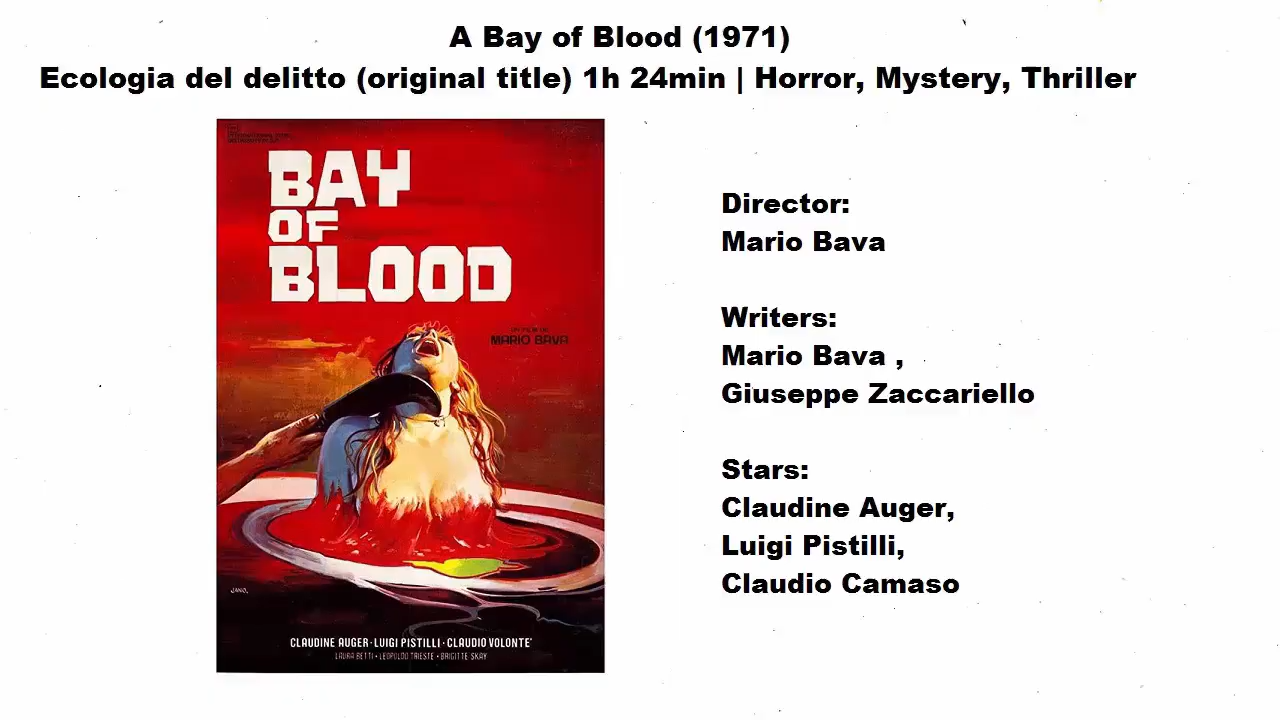 A Bay of Blood (1971)
Ecologia del delitto (original title) 1h 24min | Horror, Mystery, Thriller
BAY
OF
BLOOD
MARIO BAVA
JANO.
CLAUDINE AUGER · LUIGI PISTILLI · CLAUDIO VOLONTE'
LAURA BETTI • LEOPOLDO TRIESTE • BRIGITTE SKAY
Director:
Mario Bava
Writers:
Mario Bava ,
Giuseppe Zaccariello
Stars:
Claudine Auger,
Luigi Pistilli,
Claudio Camaso